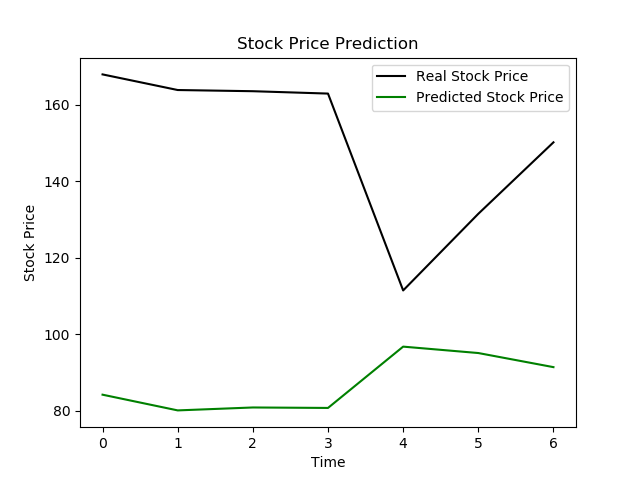 Stock Price Prediction
Real Stock Price
Predicted Stock Price
160
140
120
100
80
Stock Price
0 1 2 3 4 5 6
Time